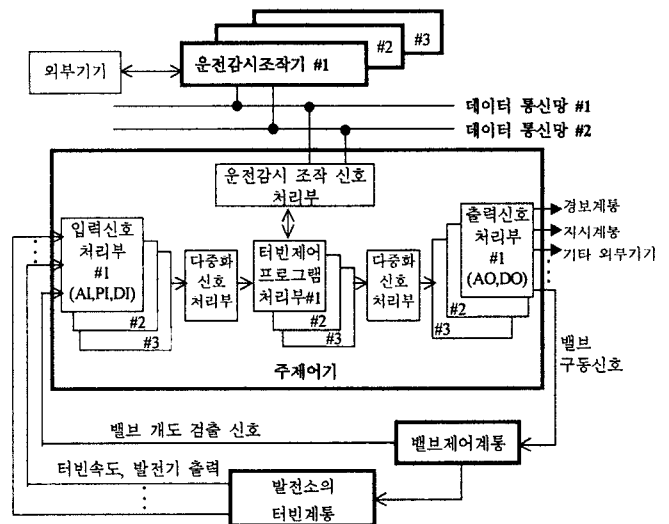 #3
#2
운전감시조작기 #1
외부기기
데이터 통신망 #1
데이터 통신망 #2
운전감시 조작 신호
처리부
입력신호
처리부
#1
(AI,PI,DI)
#2
#3
다중화
신호
처리부
터빈제어
프로그램
처리부#1
#2
#3
다중화
신호
처리부
출력신호
처리부
#1
(AO,DO)
#2
#3
경보계통
지시계통
기타 외부기기
주제어기
밸브
구동신호
밸브 개도 검출 신호
밸브제어계통
터빈속도, 발전기 출력
발전소의
터빈계통